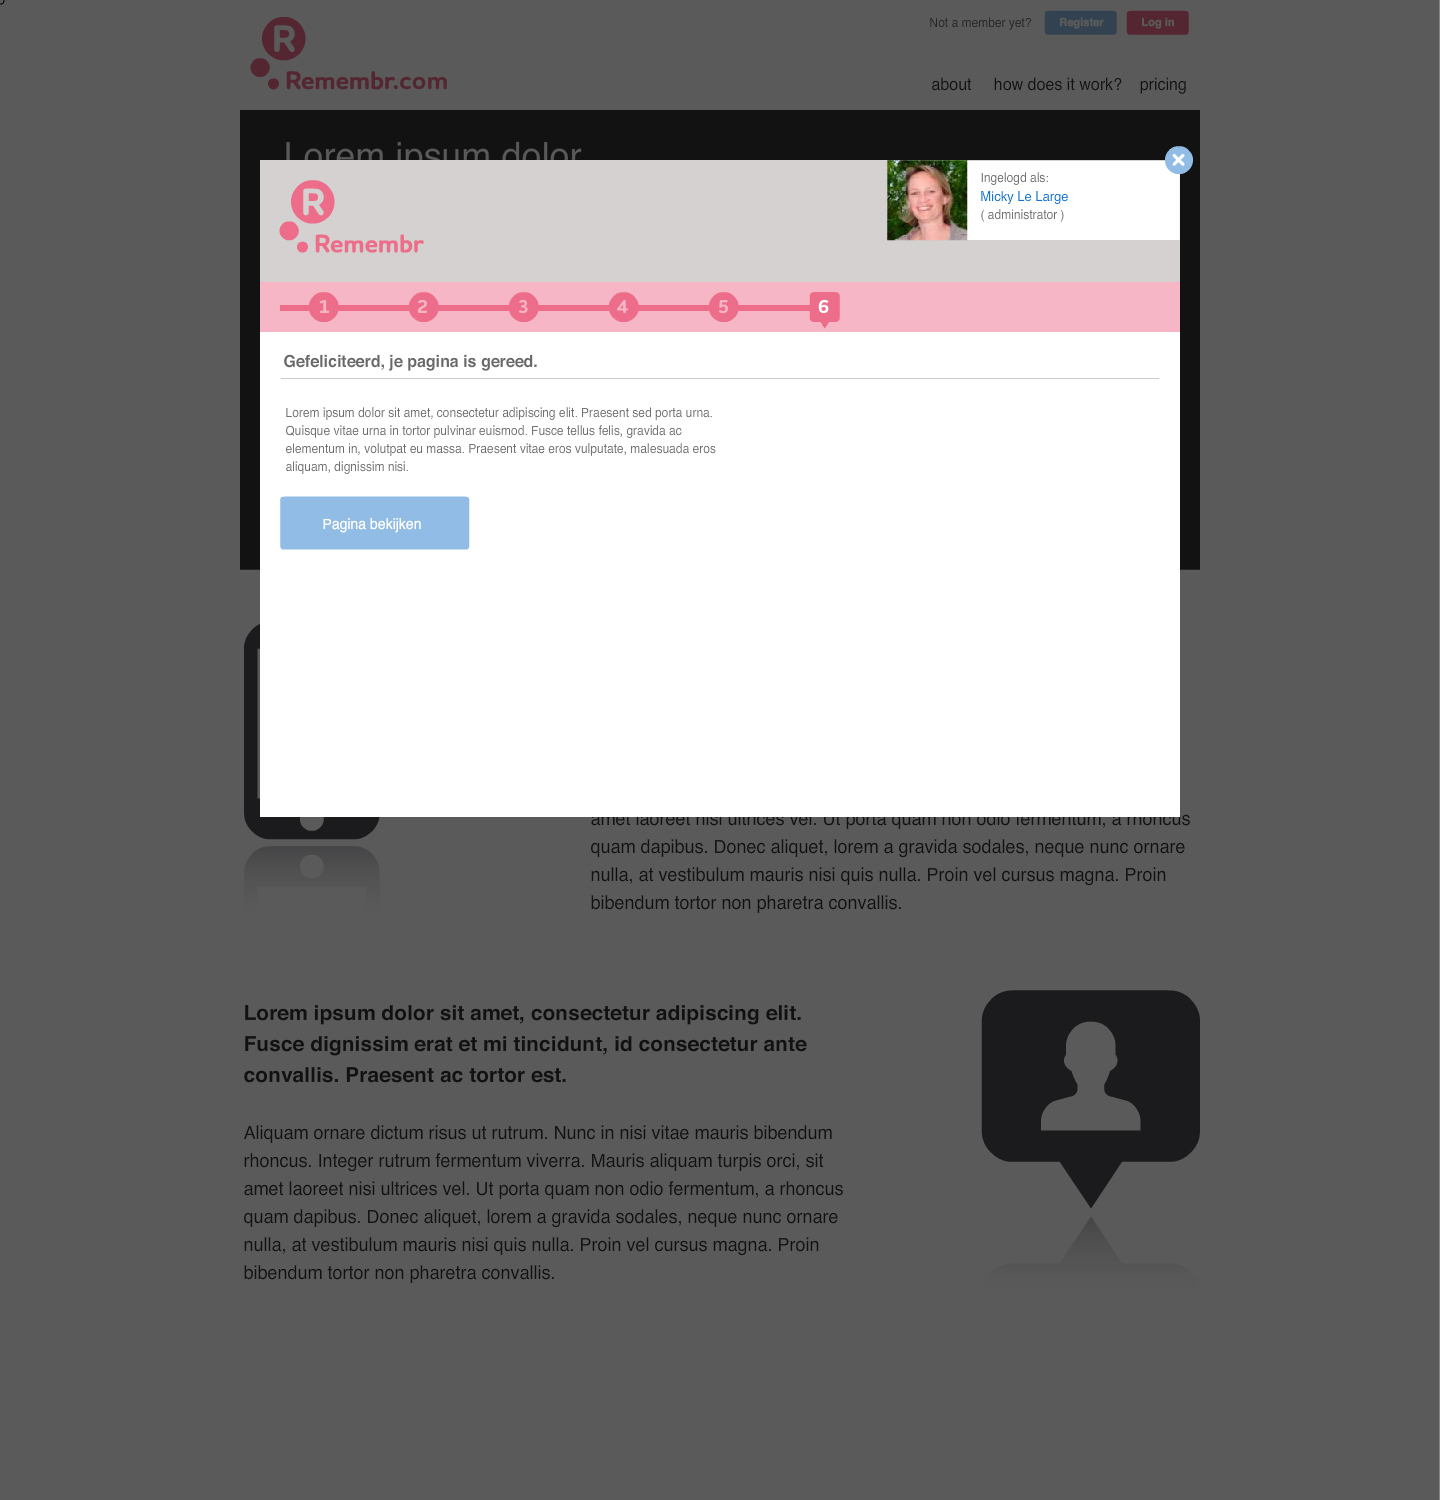 Not a member yet? Register Log in
R
Remembr.com
about how does it work? pricing
Lorem ipsum dolor
R
Remembr
Ingelogd als:
Micky Le Large
( administrator )
1 2 3 4 5 6
Gefeliciteerd, je pagina is gereed.
Lorem ipsum dolor sit amet, consectetur adipiscing elit. Praesent sed porta urna.
Quisque vitae urna in tortor pulvinar euismod. Fusce tellus felis, gravida ac
elementum in, volutpat eu massa. Praesent vitae eros vulputate, malesuada eros
aliquam, dignissim nisi.
Pagina bekijken
amet laoreet nisi ultrices vel. Ut porta quam non odio fermentum, a rhoncus
quam dapibus. Donec aliquet, lorem a gravida sodales, neque nunc ornare
nulla, at vestibulum mauris nisi quis nulla. Proin vel cursus magna. Proin
bibendum tortor non pharetra convallis.
Lorem ipsum dolor sit amet, consectetur adipiscing elit.
Fusce dignissim erat et mi tincidunt, id consectetur ante
convallis. Praesent ac tortor est.
Aliquam ornare dictum risus ut rutrum. Nunc in nisi vitae mauris bibendum
rhoncus. Integer rutrum fermentum viverra. Mauris aliquam turpis orci, sit
amet laoreet nisi ultrices vel. Ut porta quam non odio fermentum, a rhoncus
quam dapibus. Donec aliquet, lorem a gravida sodales, neque nunc ornare
nulla, at vestibulum mauris nisi quis nulla. Proin vel cursus magna. Proin
bibendum tortor non pharetra convallis.